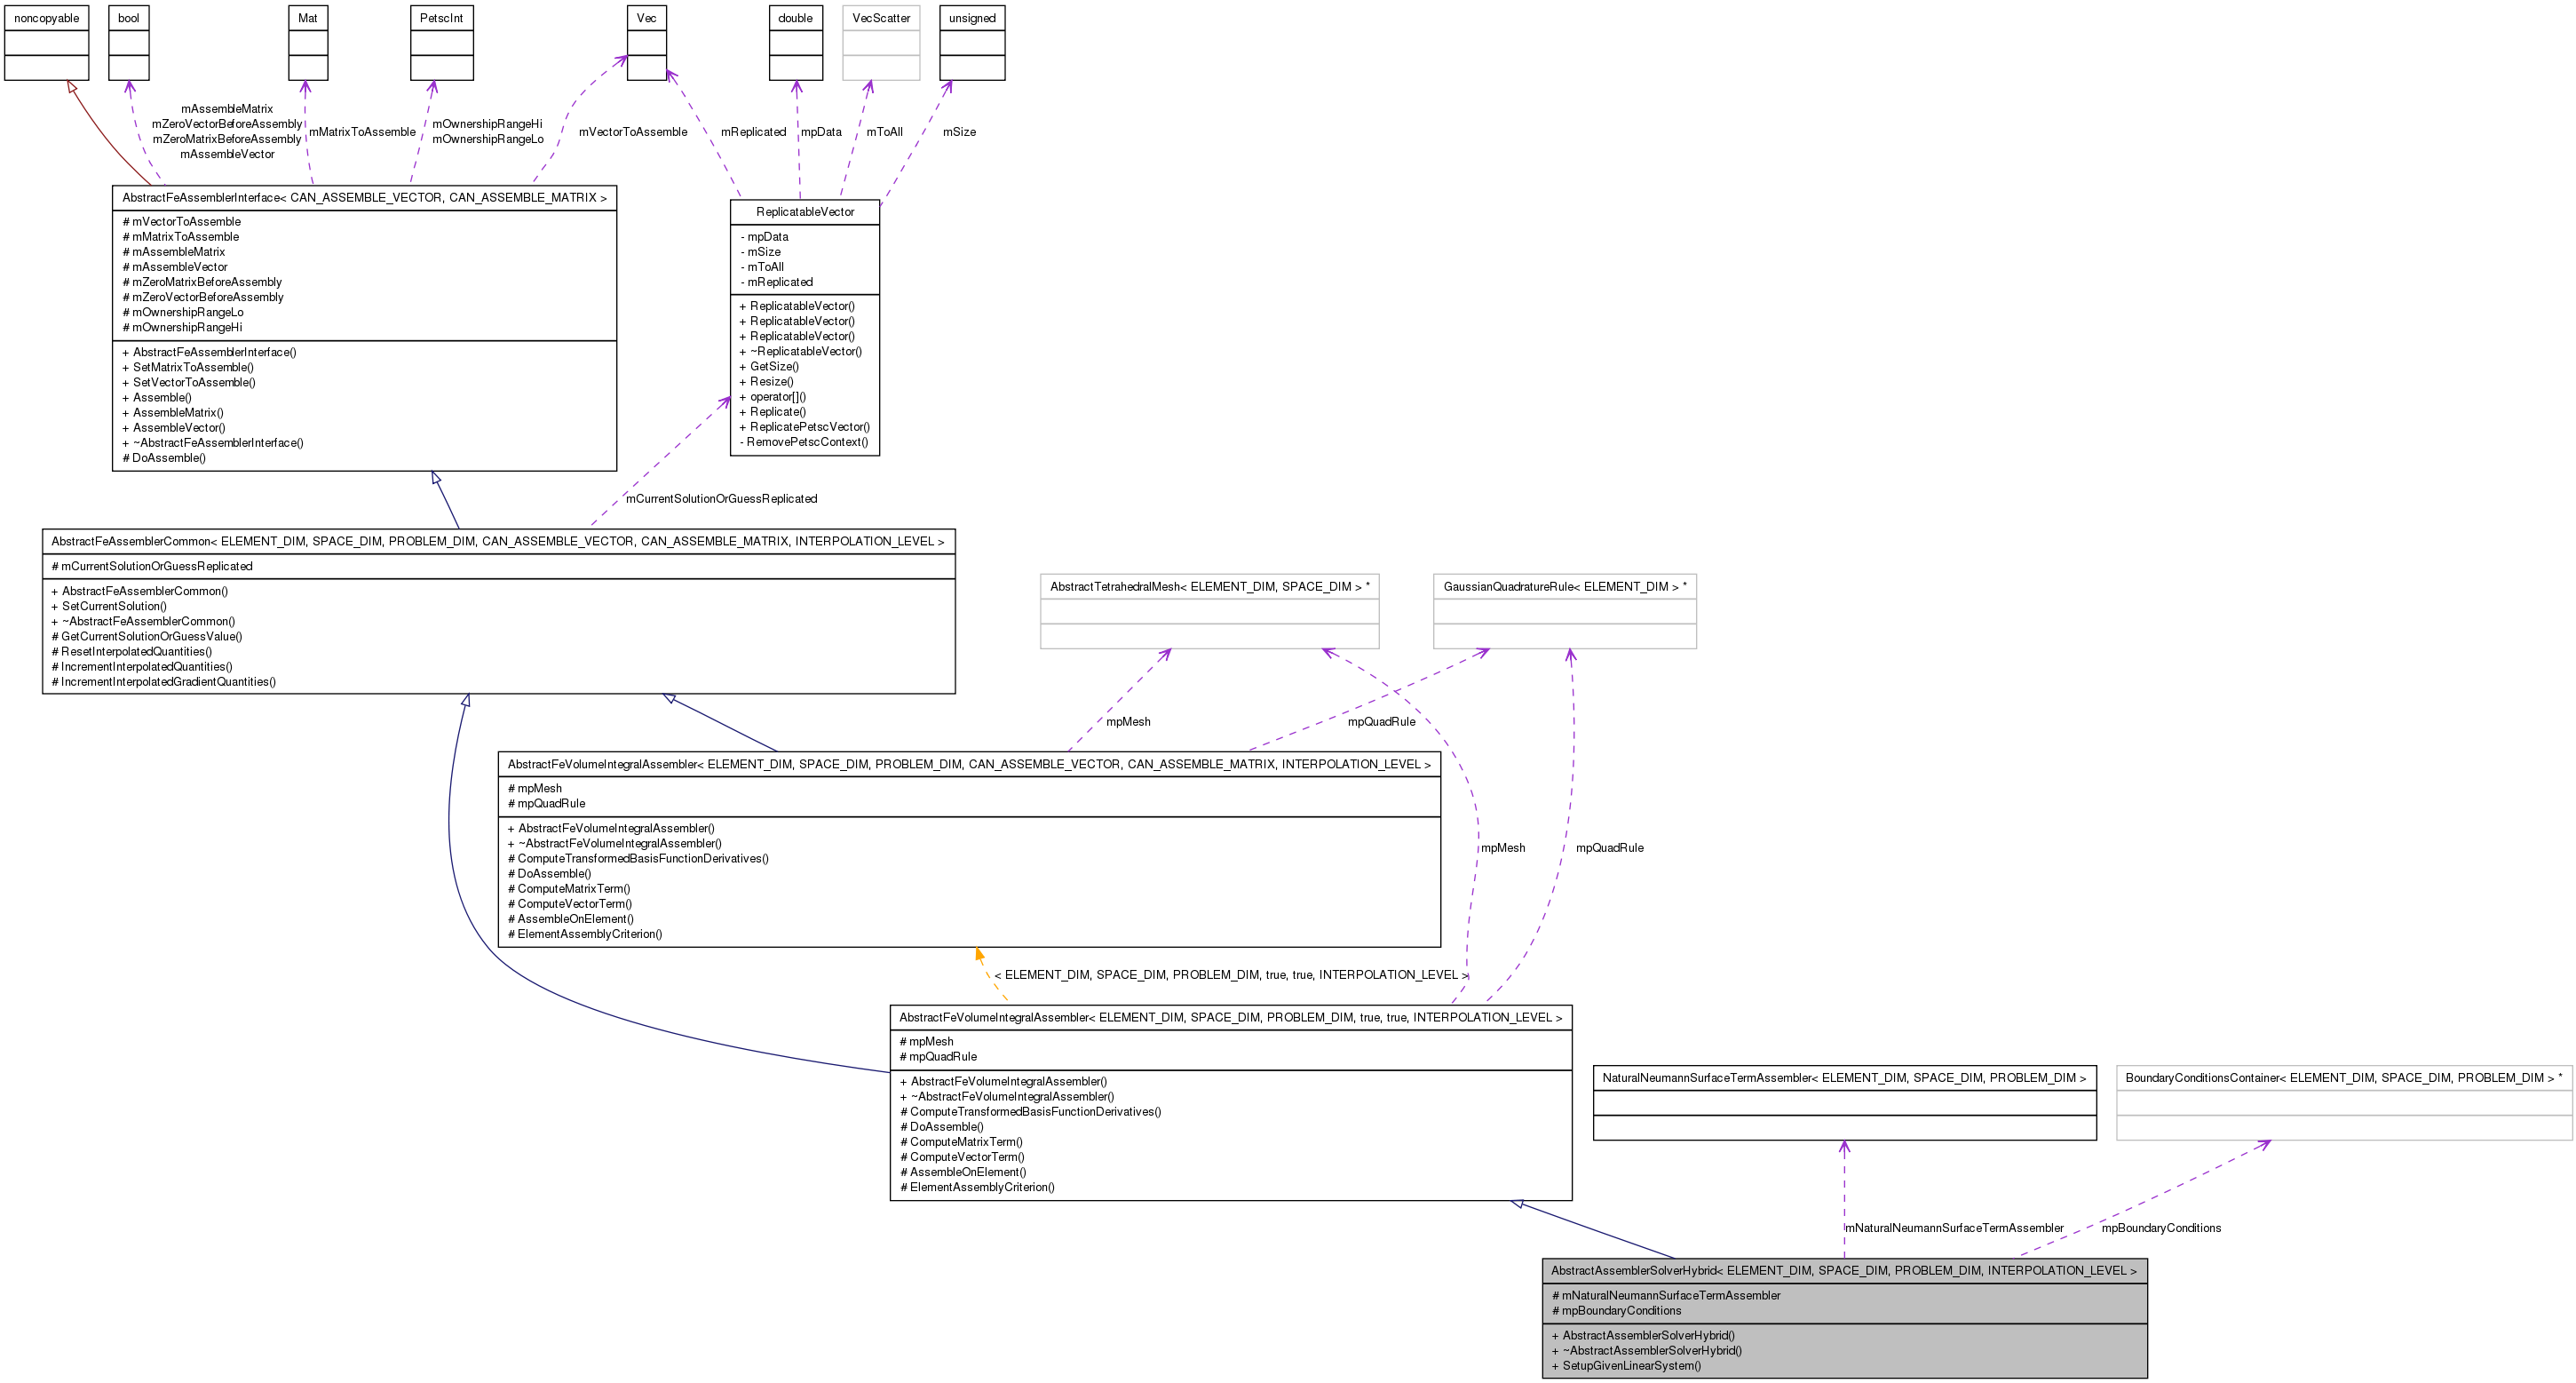 noncopyable
bool
Mat
PetscInt
Vec
double
VecScatter
unsigned
mAssembleMatrix
mZeroVectorBeforeAssembly
mZeroMatrixBeforeAssembly
mAssembleVector
mMatrixToAssemble
mOwnershipRangeHi
mOwnershipRangeLo
mVectorToAssemble
mReplicated
mpData
mToAll
mSize
AbstractFeAssemblerInterface< CAN_ASSEMBLE_VECTOR, CAN_ASSEMBLE_MATRIX >
# mVectorToAssemble
# mMatrixToAssemble
# mAssembleMatrix
# mAssembleVector
# mZeroMatrixBeforeAssembly
# mZeroVectorBeforeAssembly
# mOwnershipRangeLo
# mOwnershipRangeHi
+ AbstractFeAssemblerInterface()
+ SetMatrixToAssemble()
+ SetVectorToAssemble()
+ Assemble()
+ AssembleMatrix()
+ AssembleVector()
+ ~AbstractFeAssemblerInterface()
# DoAssemble()
ReplicatableVector
- mpData
- mSize
- mToAll
- mReplicated
+ ReplicatableVector()
+ ReplicatableVector()
+ ReplicatableVector()
+ ~ReplicatableVector()
+ GetSize()
+ Resize()
+ operator[]()
+ Replicate()
+ ReplicatePetscVector()
- RemovePetscContext()
mCurrentSolutionOrGuessReplicated
AbstractFeAssemblerCommon< ELEMENT_DIM, SPACE_DIM, PROBLEM_DIM, CAN_ASSEMBLE_VECTOR, CAN_ASSEMBLE_MATRIX, INTERPOLATION_LEVEL >
# mCurrentSolutionOrGuessReplicated
+ AbstractFeAssemblerCommon()
+ SetCurrentSolution()
+ ~AbstractFeAssemblerCommon()
# GetCurrentSolutionOrGuessValue()
# ResetInterpolatedQuantities()
# IncrementInterpolatedQuantities()
# IncrementInterpolatedGradientQuantities()
AbstractTetrahedralMesh< ELEMENT_DIM, SPACE_DIM > *
GaussianQuadratureRule< ELEMENT_DIM > *
mpMesh
mpQuadRule
AbstractFeVolumeIntegralAssembler< ELEMENT_DIM, SPACE_DIM, PROBLEM_DIM, CAN_ASSEMBLE_VECTOR, CAN_ASSEMBLE_MATRIX, INTERPOLATION_LEVEL >
# mpMesh
# mpQuadRule
+ AbstractFeVolumeIntegralAssembler()
+ ~AbstractFeVolumeIntegralAssembler()
# ComputeTransformedBasisFunctionDerivatives()
# DoAssemble()
# ComputeMatrixTerm()
# ComputeVectorTerm()
# AssembleOnElement()
# ElementAssemblyCriterion()
mpMesh
mpQuadRule
< ELEMENT_DIM, SPACE_DIM, PROBLEM_DIM, true, true, INTERPOLATION_LEVEL >
AbstractFeVolumeIntegralAssembler< ELEMENT_DIM, SPACE_DIM, PROBLEM_DIM, true, true, INTERPOLATION_LEVEL >
# mpMesh
# mpQuadRule
+ AbstractFeVolumeIntegralAssembler()
+ ~AbstractFeVolumeIntegralAssembler()
# ComputeTransformedBasisFunctionDerivatives()
# DoAssemble()
# ComputeMatrixTerm()
# ComputeVectorTerm()
# AssembleOnElement()
# ElementAssemblyCriterion()
NaturalNeumannSurfaceTermAssembler< ELEMENT_DIM, SPACE_DIM, PROBLEM_DIM >
BoundaryConditionsContainer< ELEMENT_DIM, SPACE_DIM, PROBLEM_DIM > *
mNaturalNeumannSurfaceTermAssembler
mpBoundaryConditions
AbstractAssemblerSolverHybrid< ELEMENT_DIM, SPACE_DIM, PROBLEM_DIM, INTERPOLATION_LEVEL >
# mNaturalNeumannSurfaceTermAssembler
# mpBoundaryConditions
+ AbstractAssemblerSolverHybrid()
+ ~AbstractAssemblerSolverHybrid()
+ SetupGivenLinearSystem()